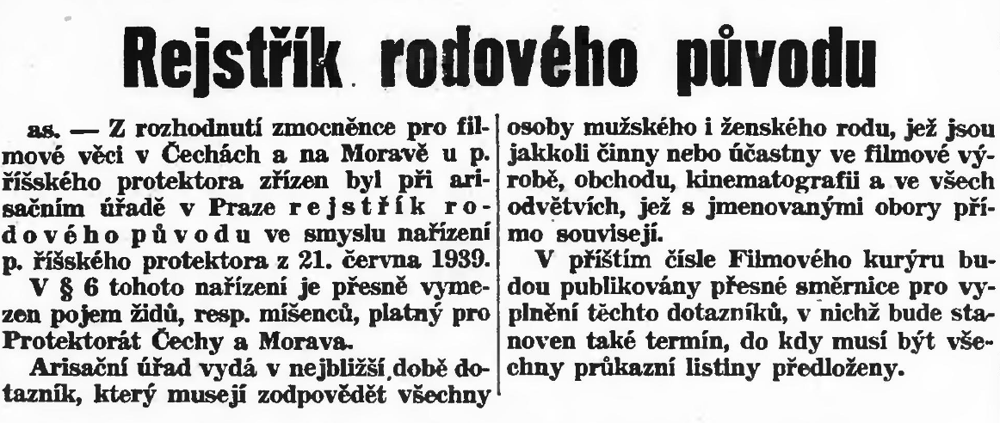 Rejstřík rodového původu
as. — Z rozhodnutí zmocněnce pro fil-
mové věci v Čechách a na Moravě u p.
říšského protektora zřízen byl při ari-
sačním úřadě v Praze rejstřík ro-
dového původu ve smyslu nařízení
p. říšského protektora z 21. června 1939.
V § 6 tohoto nařízení je přesně vyme-
zen pojem židů, resp. míšenců, platný pro
Protektorát Čechy a Morava.
Arisační úřad vydá v nejbližší době do-
tazník, který musejí zodpovědět všechny
osoby mužského i ženského rodu, jež jsou
jakkoli činny nebo účastny ve filmové vý-
robě, obchodu, kinematografii a ve všech
odvětvích, jež s jmenovanými obory pří-
mo souvisejí.
V příštím čísle Filmového kurýru bu-
dou publikovány přesné směrnice pro vy-
plnění těchto dotazníků, v nichž bude sta-
noven také termín, do kdy musí být vše-
chny průkazní listiny předloženy.